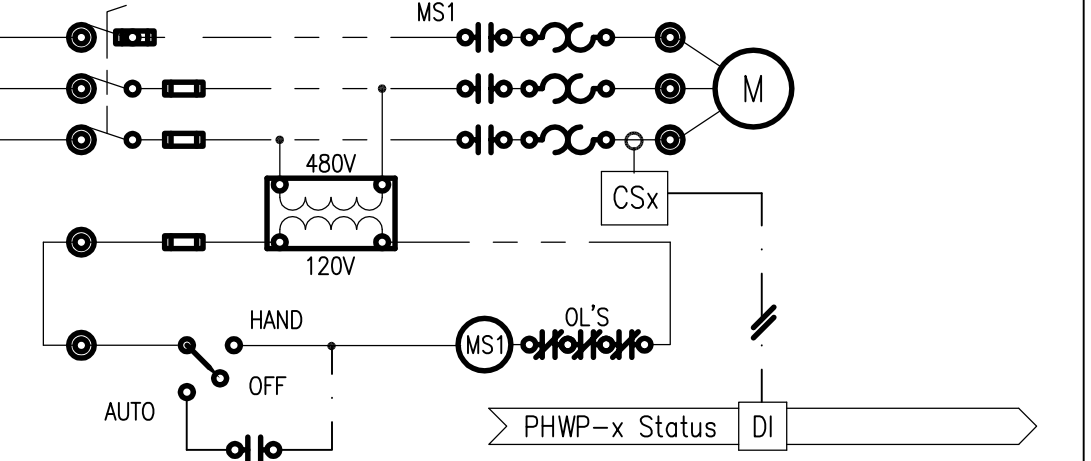 MS1
M
480V
CSx
120V
HAND
OL'S
MS1
OFF
AUTO
PHWP-x Status
DI